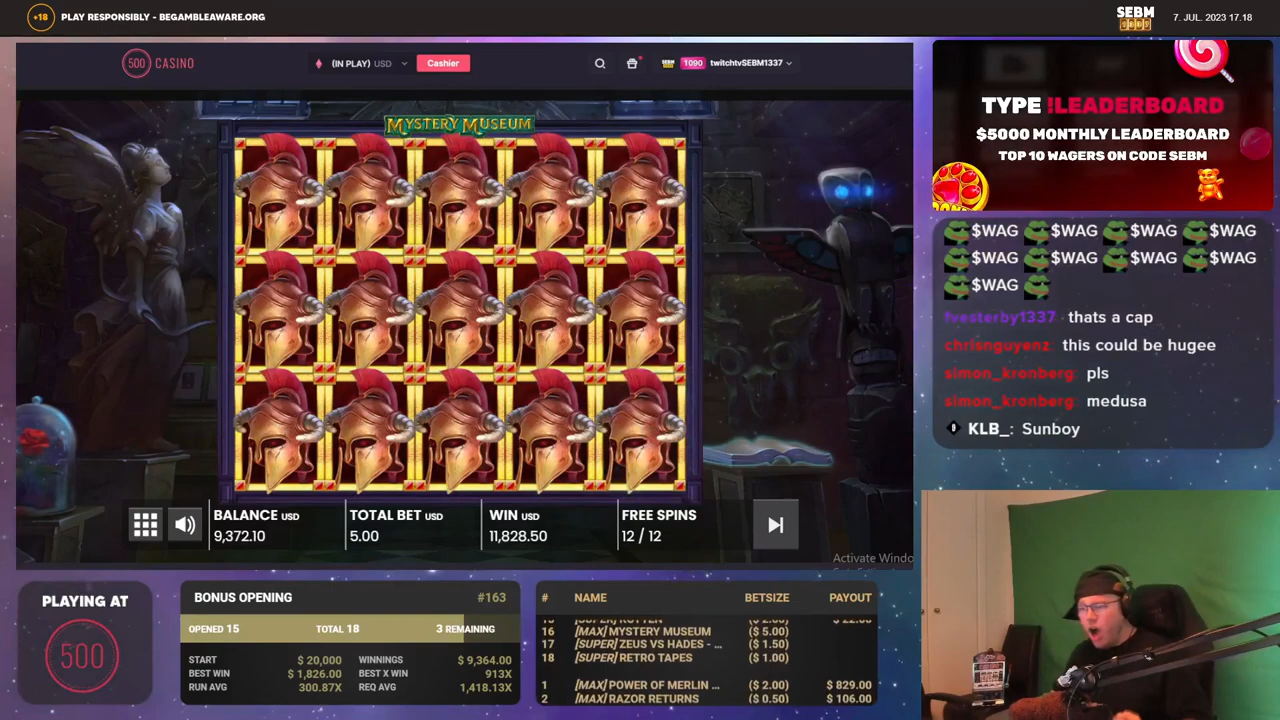 +18 PLAY RESPONSIBLY - BEGAMBLEAWARE.ORG
SEBM
1337
7. JUL. 2023 17.18
500 CASINO
(IN PLAY) USD
Cashier
1090 twitchtvSEBM1337
MYSTERY MUSEUM
BALANCE USD
9,372.10
TOTAL BET USD
5.00
WIN USD
11,828.50
FREE SPINS
12 / 12
Activate Windo
TYPE !LEADERBOARD
$5000 MONTHLY LEADERBOARD
TOP 10 WAGERS ON CODE SEBM
$WAG $WAG $WAG $WAG
$WAG $WAG $WAG $WAG
$WAG
fvesterby1337 thats a cap
chrisnguyenz: this could be hugee
simon_kronberg: pls
simon_kronberg: medusa
KLB_: Sunboy
PLAYING AT
500
BONUS OPENING #163
OPENED 15 TOTAL 18 3 REMAINING
START $ 20,000 WINNINGS $ 9,364.00
BEST WIN $ 1,826.00 BEST X WIN 913X
RUN AVG 300.87X REQ AVG 1,418.13X
# NAME BETSIZE PAYOUT
16 [MAX] MYSTERY MUSEUM ($ 5.00)
17 [SUPER] ZEUS VS HADES - ... ($ 1.50)
18 [SUPER] RETRO TAPES ($ 1.00)
1 [MAX] POWER OF MERLIN ... ($ 2.00) $ 829.00
2 [MAX] RAZOR RETURNS ($ 0.50) $ 106.00